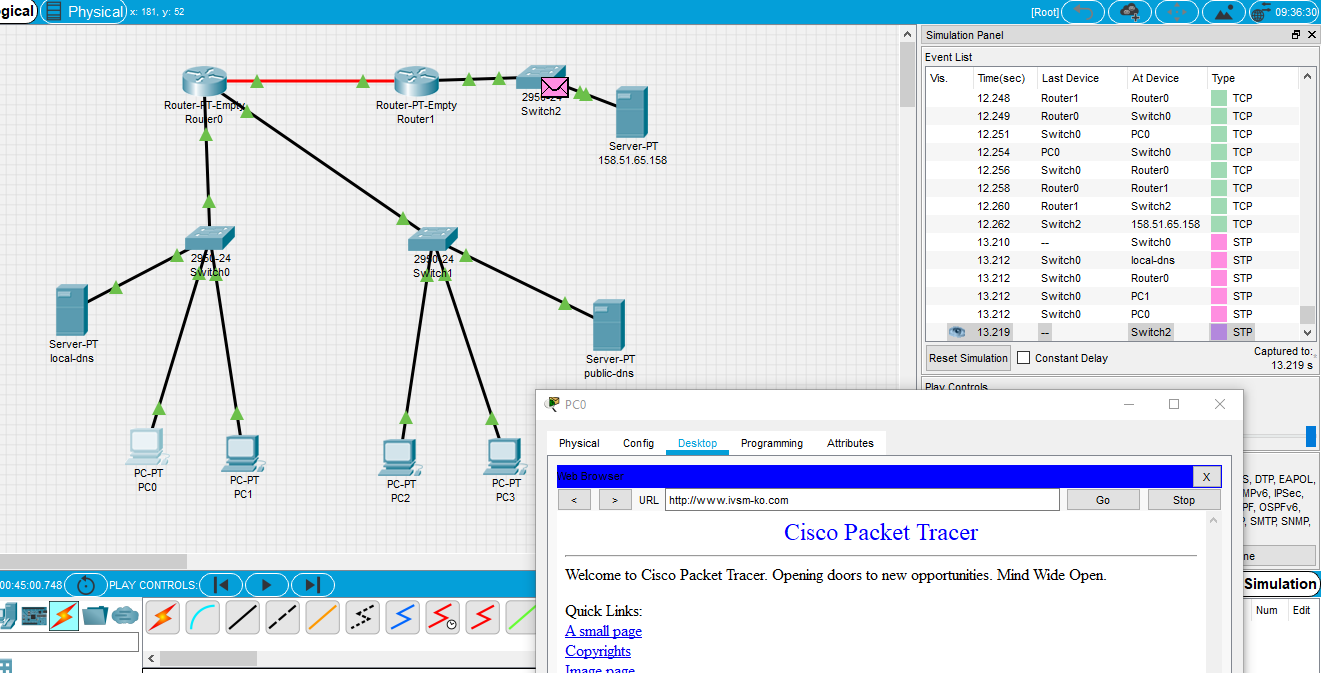 gical Physical x: 181, y: 52 [Root] 09:36:30
Router-PT-Empty
Router0
Router-PT-Empty
Router1
2950-24
Switch2
Server-PT
158.51.65.158
2950-24
Switch0
2950-24
Switch1
Server-PT
local-dns
Server-PT
public-dns
PC-PT
PC0
PC-PT
PC1
PC-PT
PC2
PC-PT
PC3
Simulation Panel
Event List
Vis. Time(sec) Last Device At Device Type
12.248 Router1 Router0 TCP
12.249 Router0 Switch0 TCP
12.251 Switch0 PC0 TCP
12.254 PC0 Switch0 TCP
12.256 Switch0 Router0 TCP
12.258 Router0 Router1 TCP
12.260 Router1 Switch2 TCP
12.262 Switch2 158.51.65.158 TCP
13.210 -- Switch0 STP
13.212 Switch0 local-dns STP
13.212 Switch0 Router0 STP
13.212 Switch0 PC1 STP
13.212 Switch0 PC0 STP
13.219 -- Switch2 STP
Reset Simulation Constant Delay Captured to:
13.219 s
Play Controls
S, DTP, EAPOL,
MPv6, IPSec,
PF, OSPFv6,
P, SMTP, SNMP,
ne
Simulation
Num Edit
PC0
Physical Config Desktop Programming Attributes
Web Browser X
< > URL http://www.ivsm-ko.com Go Stop
Cisco Packet Tracer
Welcome to Cisco Packet Tracer. Opening doors to new opportunities. Mind Wide Open.
Quick Links:
A small page
Copyrights
Image page
00:45:00.748 PLAY CONTROLS: